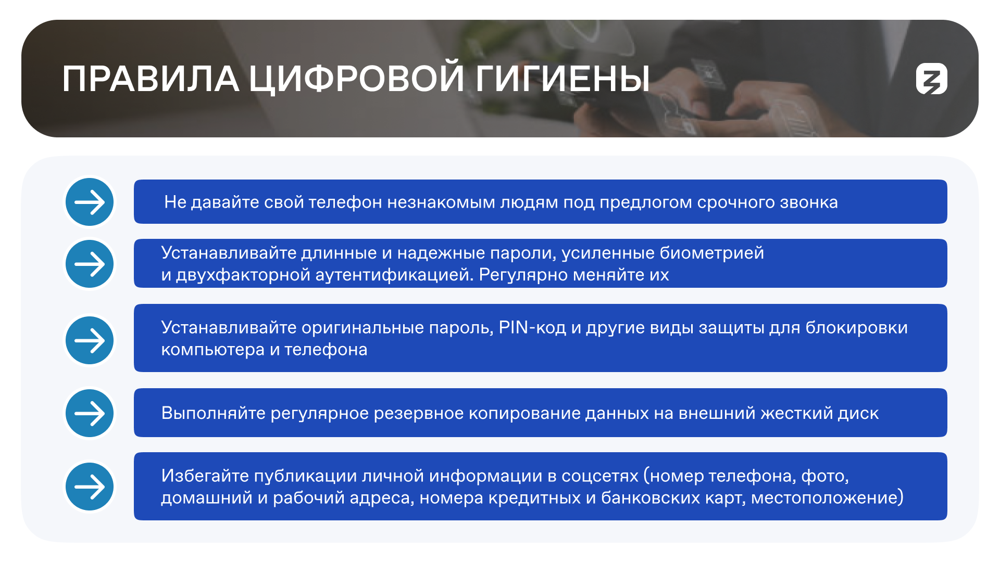 ПРАВИЛА ЦИФРОВОЙ ГИГИЕНЫ
Не давайте свой телефон незнакомым людям под предлогом срочного звонка
Устанавливайте длинные и надежные пароли, усиленные биометрией
и двухфакторной аутентификацией. Регулярно меняйте их
Устанавливайте оригинальные пароль, PIN-код и другие виды защиты для блокировки
компьютера и телефона
Выполняйте регулярное резервное копирование данных на внешний жесткий диск
Избегайте публикации личной информации в соцсетях (номер телефона, фото,
домашний и рабочий адреса, номера кредитных и банковских карт, местоположение)